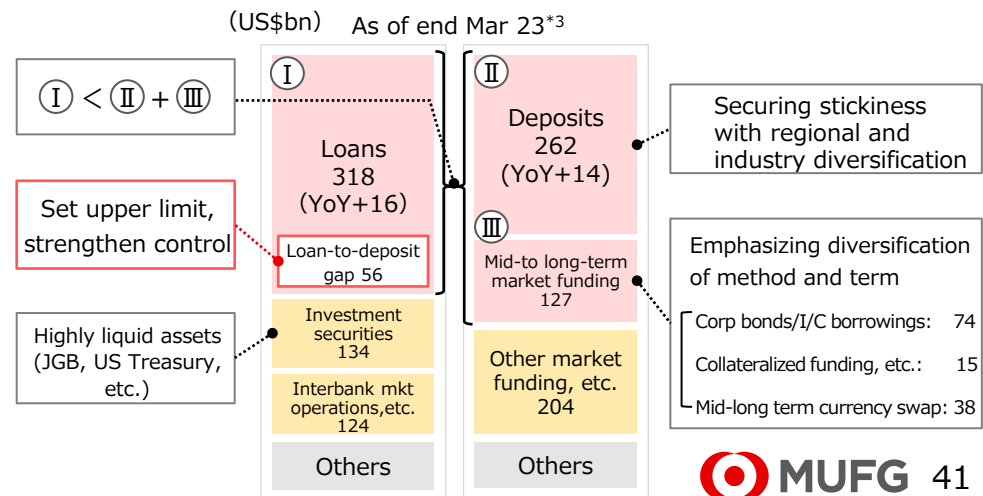 (US$bn) As of end Mar 23*3
Ⅰ < Ⅱ + Ⅲ
Set upper limit,
strengthen control
Highly liquid assets
(JGB, US Treasury,
etc.)
Ⅰ
Loans
318
(YoY+16)
Loan-to-deposit
gap 56
Investment
securities
134
Interbank mkt
operations,etc.
124
Others
Ⅱ
Deposits
262
(YoY+14)
Ⅲ
Mid-to long-term
market funding
127
Other market
funding, etc.
204
Others
Securing stickiness
with regional and
industry diversification
Emphasizing diversification
of method and term
Corp bonds/I/C borrowings: 74
Collateralized funding, etc.: 15
Mid-long term currency swap: 38
MUFG 41